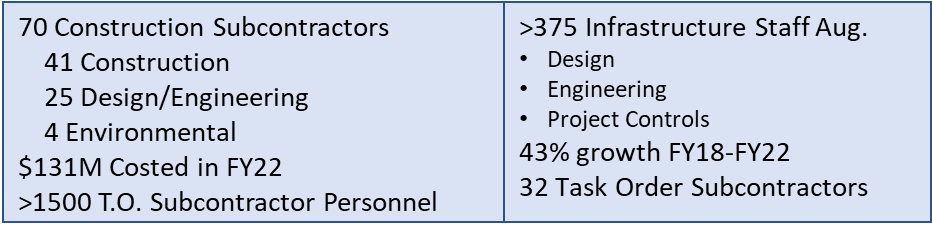 70 Construction Subcontractors
41 Construction
25 Design/Engineering
4 Environmental
$131M Costed in FY22
>1500 T.O. Subcontractor Personnel
>375 Infrastructure Staff Aug.
• Design
• Engineering
• Project Controls
43% growth FY18-FY22
32 Task Order Subcontractors